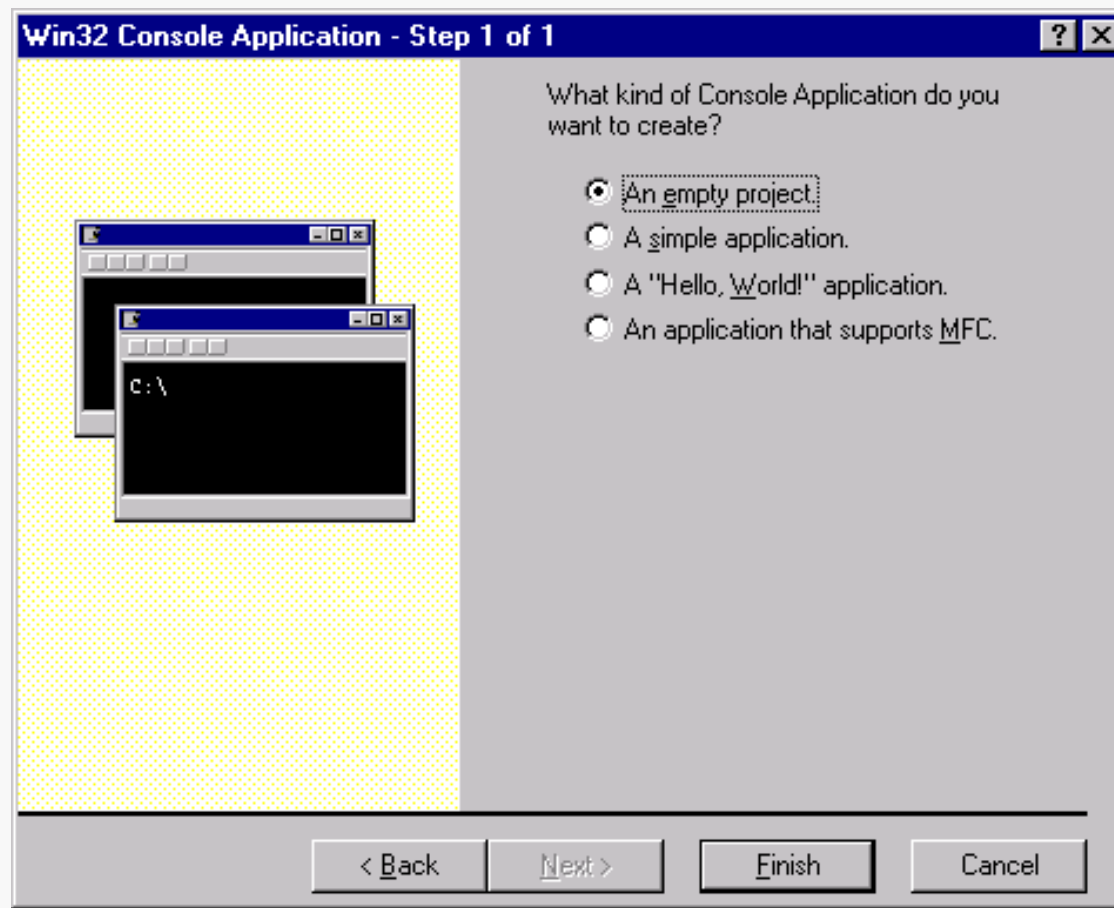 Win32 Console Application - Step 1 of 1
What kind of Console Application do you
want to create?
An empty project.
A simple application.
A "Hello, World!" application.
An application that supports MFC.
C:\
< Back
Next >
Finish
Cancel